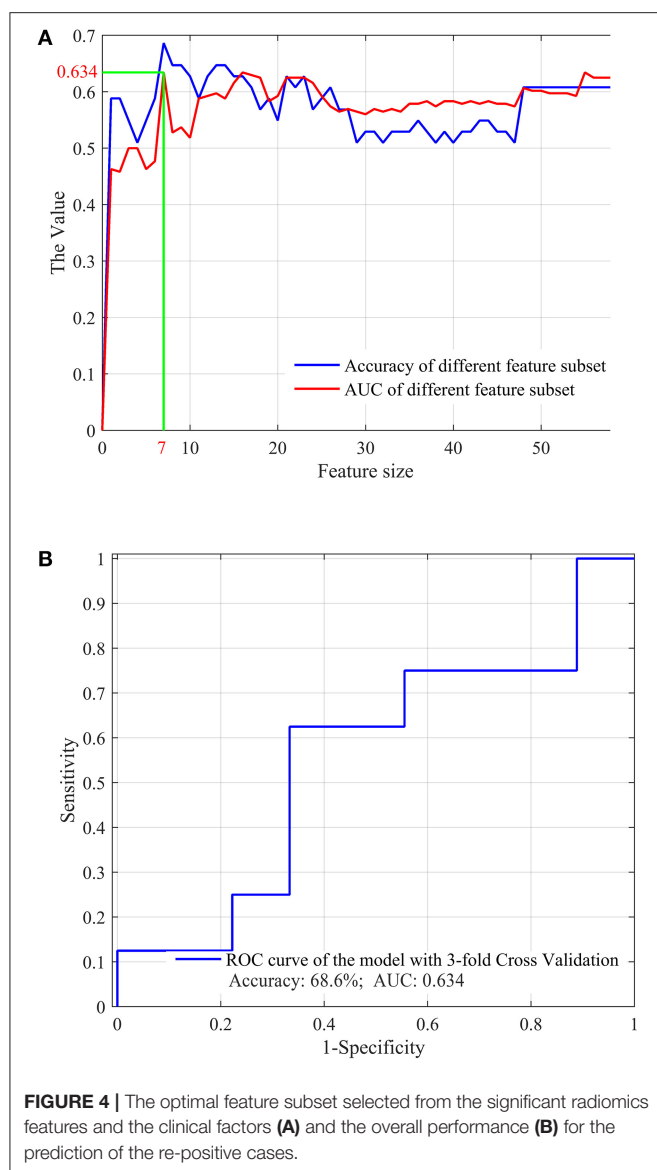 A
0.7
0.634
0.6
0.5
0.4
0.3
0.2
0.1
0
The Value
Accuracy of different feature subset
AUC of different feature subset
0 7 10 20 30 40 50
Feature size
B
1
0.9
0.8
0.7
0.6
0.5
0.4
0.3
0.2
0.1
0
Sensitivity
ROC curve of the model with 3-fold Cross Validation
Accuracy: 68.6%; AUC: 0.634
0 0.2 0.4 0.6 0.8 1
1-Specificity
FIGURE 4 | The optimal feature subset selected from the significant radiomics
features and the clinical factors (A) and the overall performance (B) for the
prediction of the re-positive cases.